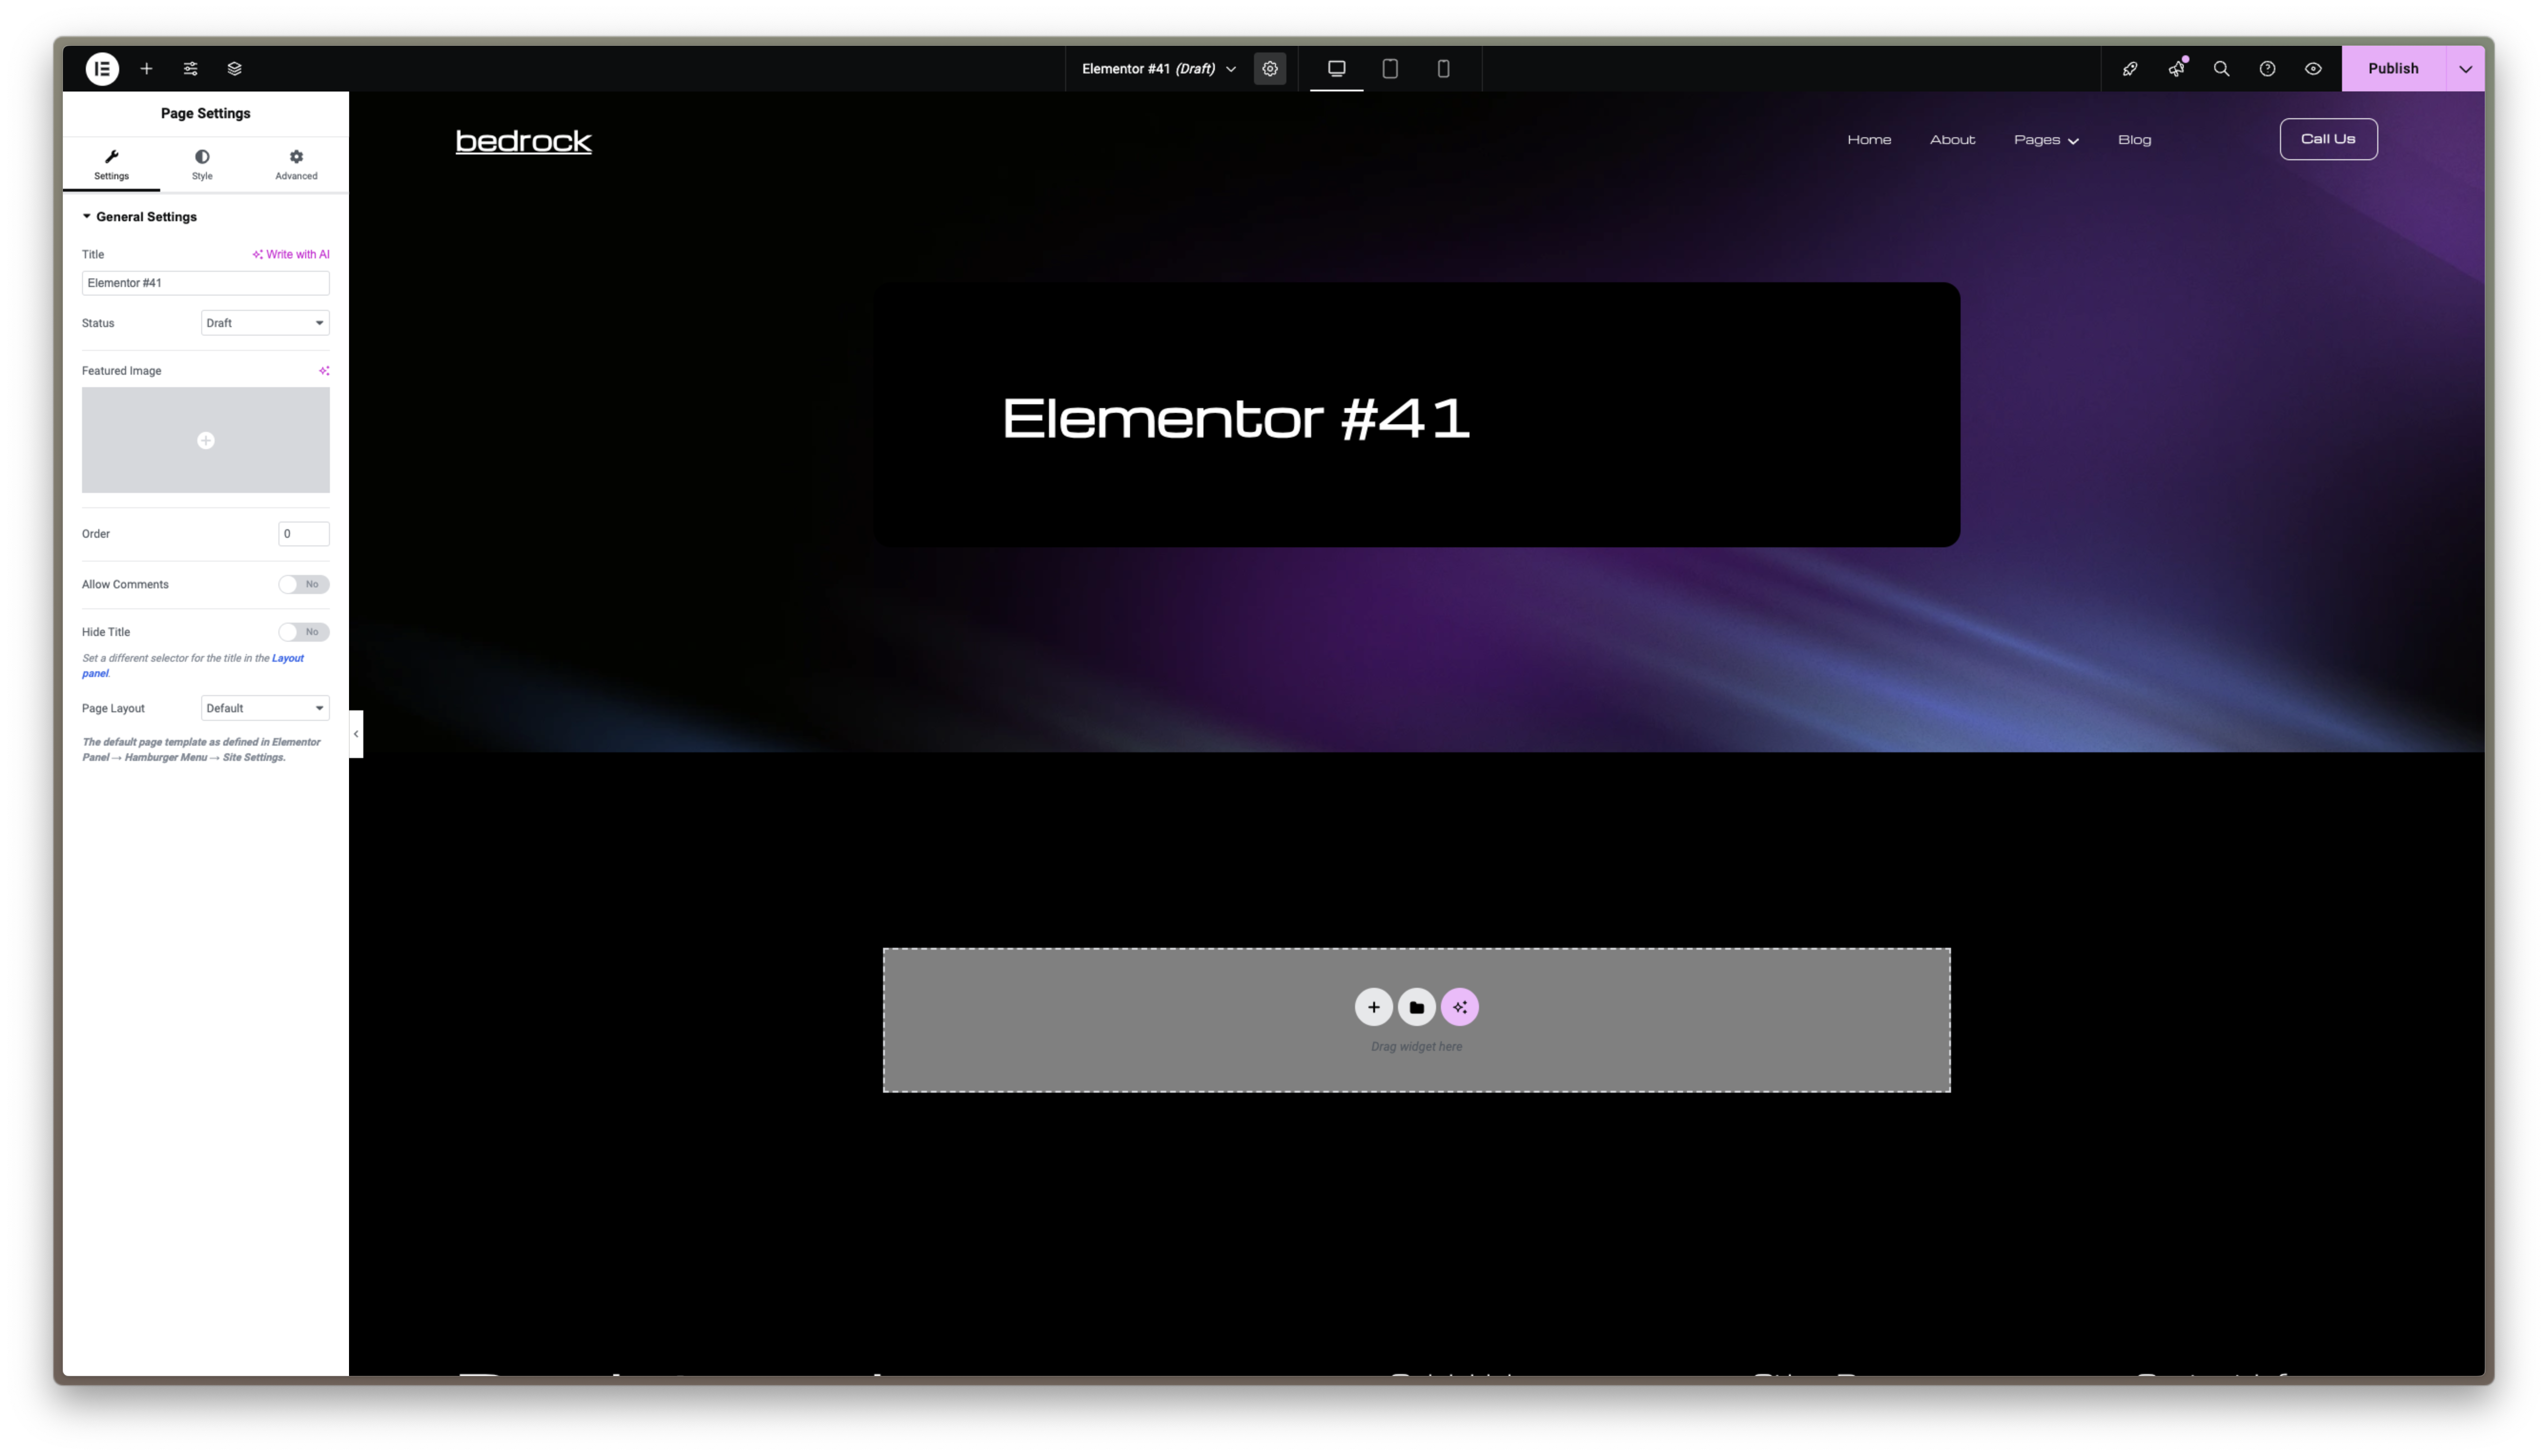 Elementor #41 (Draft)
Publish
Page Settings
Settings
Style
Advanced
General Settings
Title
Write with AI
Elementor #41
Status
Draft
Featured Image
Order
0
Allow Comments
No
Hide Title
No
Set a different selector for the title in the Layout
panel.
Page Layout
Default
The default page template as defined in Elementor
Panel → Hamburger Menu → Site Settings.
bedrock
Home
About
Pages
Blog
Call Us
Elementor #41
Drag widget here